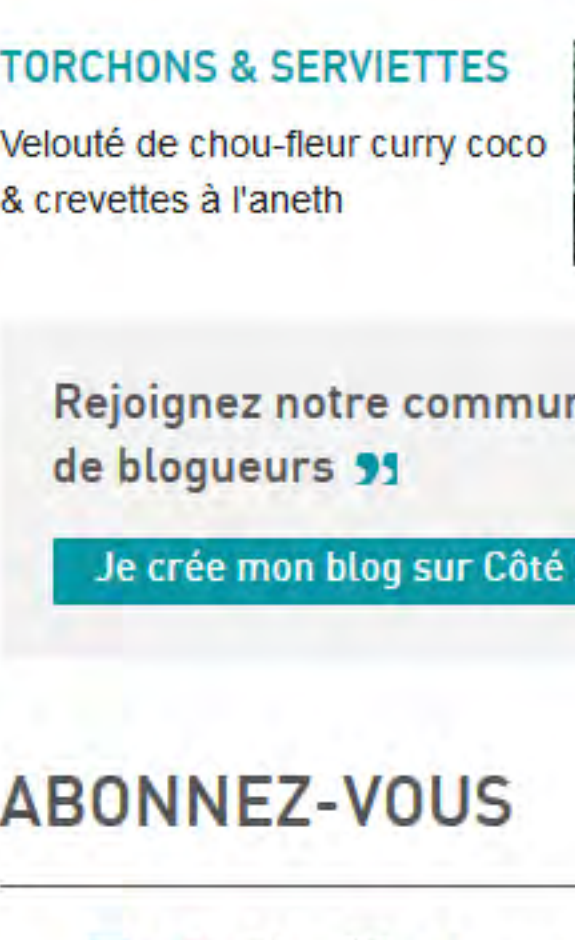 TORCHONS & SERVIETTES
Velouté de chou-fleur curry coco
& crevettes à l'aneth
Rejoignez notre commun
de blogueurs
Je crée mon blog sur Côté
ABONNEZ-VOUS